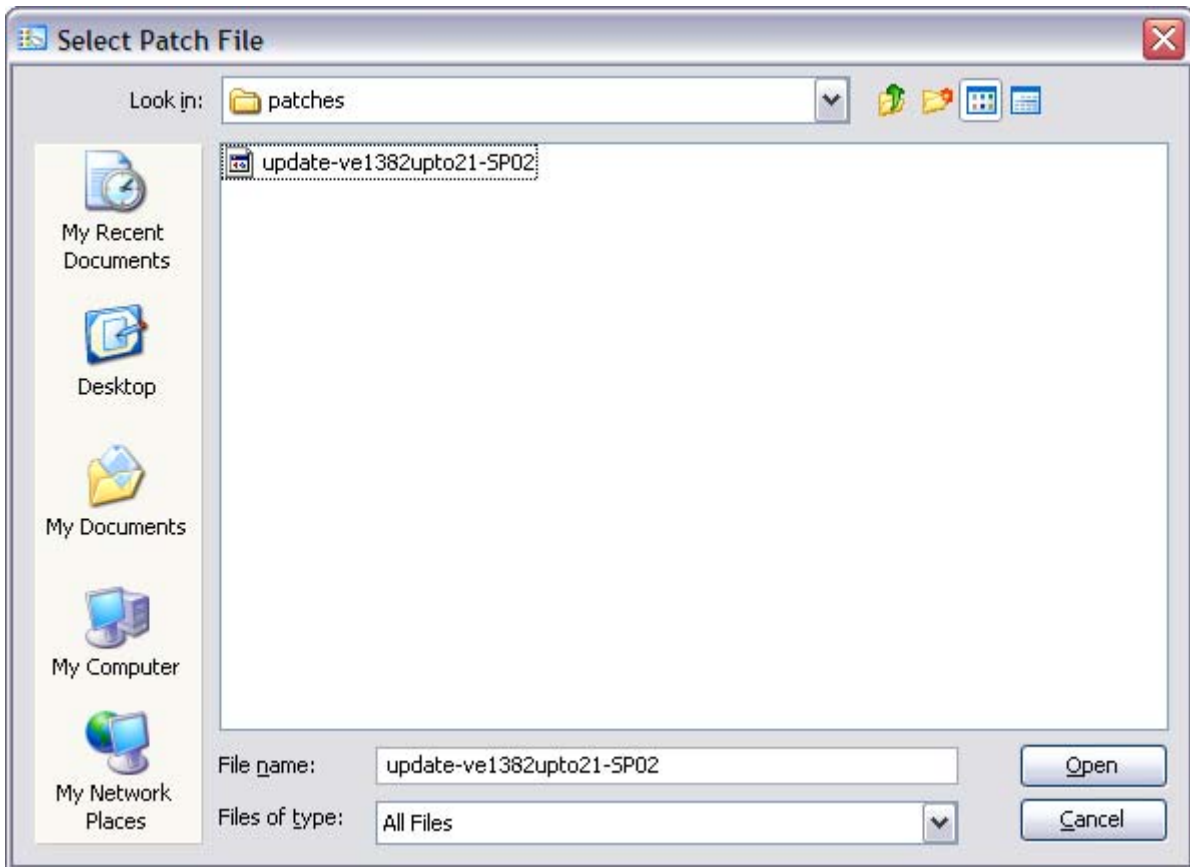 Select Patch File
Look in:
patches
update-ve1382upto21-SP02
My Recent
Documents
Desktop
My Documents
My Computer
My Network
Places
File name:
update-ve1382upto21-SP02
Open
Files of type:
All Files
Cancel